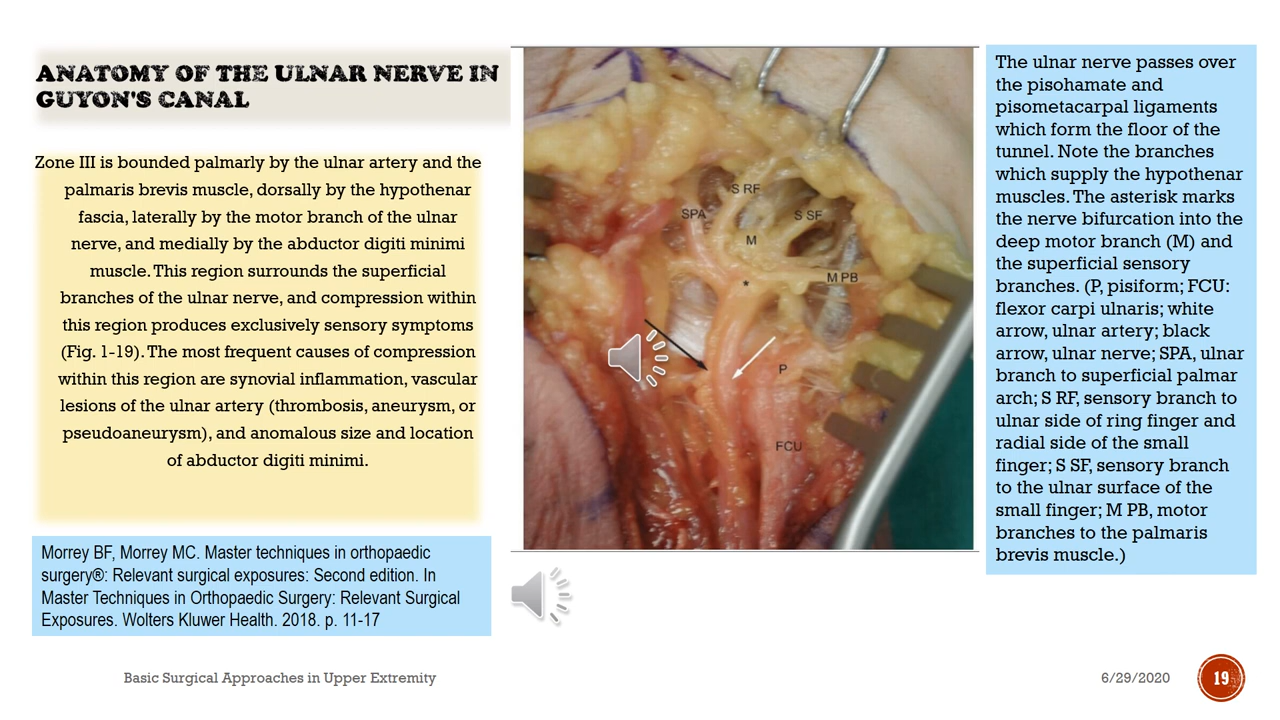 ANATOMY OF THE ULNAR NERVE IN
GUYON'S CANAL
Zone III is bounded palmarly by the ulnar artery and the
palmaris brevis muscle, dorsally by the hypothenar
fascia, laterally by the motor branch of the ulnar
nerve, and medially by the abductor digiti minimi
muscle. This region surrounds the superficial
branches of the ulnar nerve, and compression within
this region produces exclusively sensory symptoms
(Fig. 1-19). The most frequent causes of compression
within this region are synovial inflammation, vascular
lesions of the ulnar artery (thrombosis, aneurysm, or
pseudoaneurysm), and anomalous size and location
of abductor digiti minimi.
Morrey BF, Morrey MC. Master techniques in orthopaedic
surgery®: Relevant surgical exposures: Second edition. In
Master Techniques in Orthopaedic Surgery: Relevant Surgical
Exposures. Wolters Kluwer Health. 2018. p. 11-17
S RF
SPA
S SF
M
M PB
*
P
FCU
The ulnar nerve passes over
the pisohamate and
pisometacarpal ligaments
which form the floor of the
tunnel. Note the branches
which supply the hypothenar
muscles. The asterisk marks
the nerve bifurcation into the
deep motor branch (M) and
the superficial sensory
branches. (P, pisiform; FCU:
flexor carpi ulnaris; white
arrow, ulnar artery; black
arrow, ulnar nerve; SPA, ulnar
branch to superficial palmar
arch; S RF, sensory branch to
ulnar side of ring finger and
radial side of the small
finger; S SF, sensory branch
to the ulnar surface of the
small finger; M PB, motor
branches to the palmaris
brevis muscle.)
Basic Surgical Approaches in Upper Extremity
6/29/2020
19